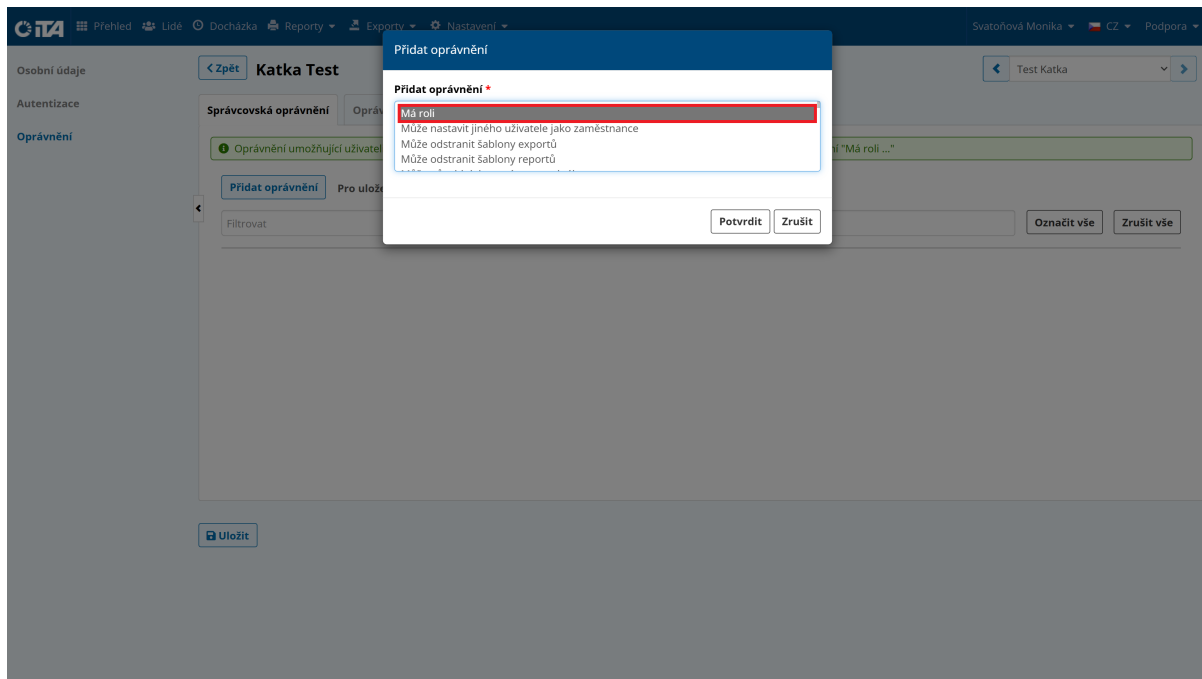 iTA Přehled Lidé Docházka Reporty Exporty Nastavení Svatoňová Monika CZ Podpora
Osobní údaje
Autentizace
Oprávnění
Zpět Katka Test
Test Katka
Správcovská oprávnění
Oprávnění umožňující
"Má roli ..."
Přidat oprávnění Pro
Filtrovat
Označit vše Zrušit vše
Uložit
Přidat oprávnění
Přidat oprávnění *
Má roli
Může nastavit jiného uživatele jako zaměstnance
Může odstranit šablony exportů
Může odstranit šablony reportů
Potvrdit Zrušit